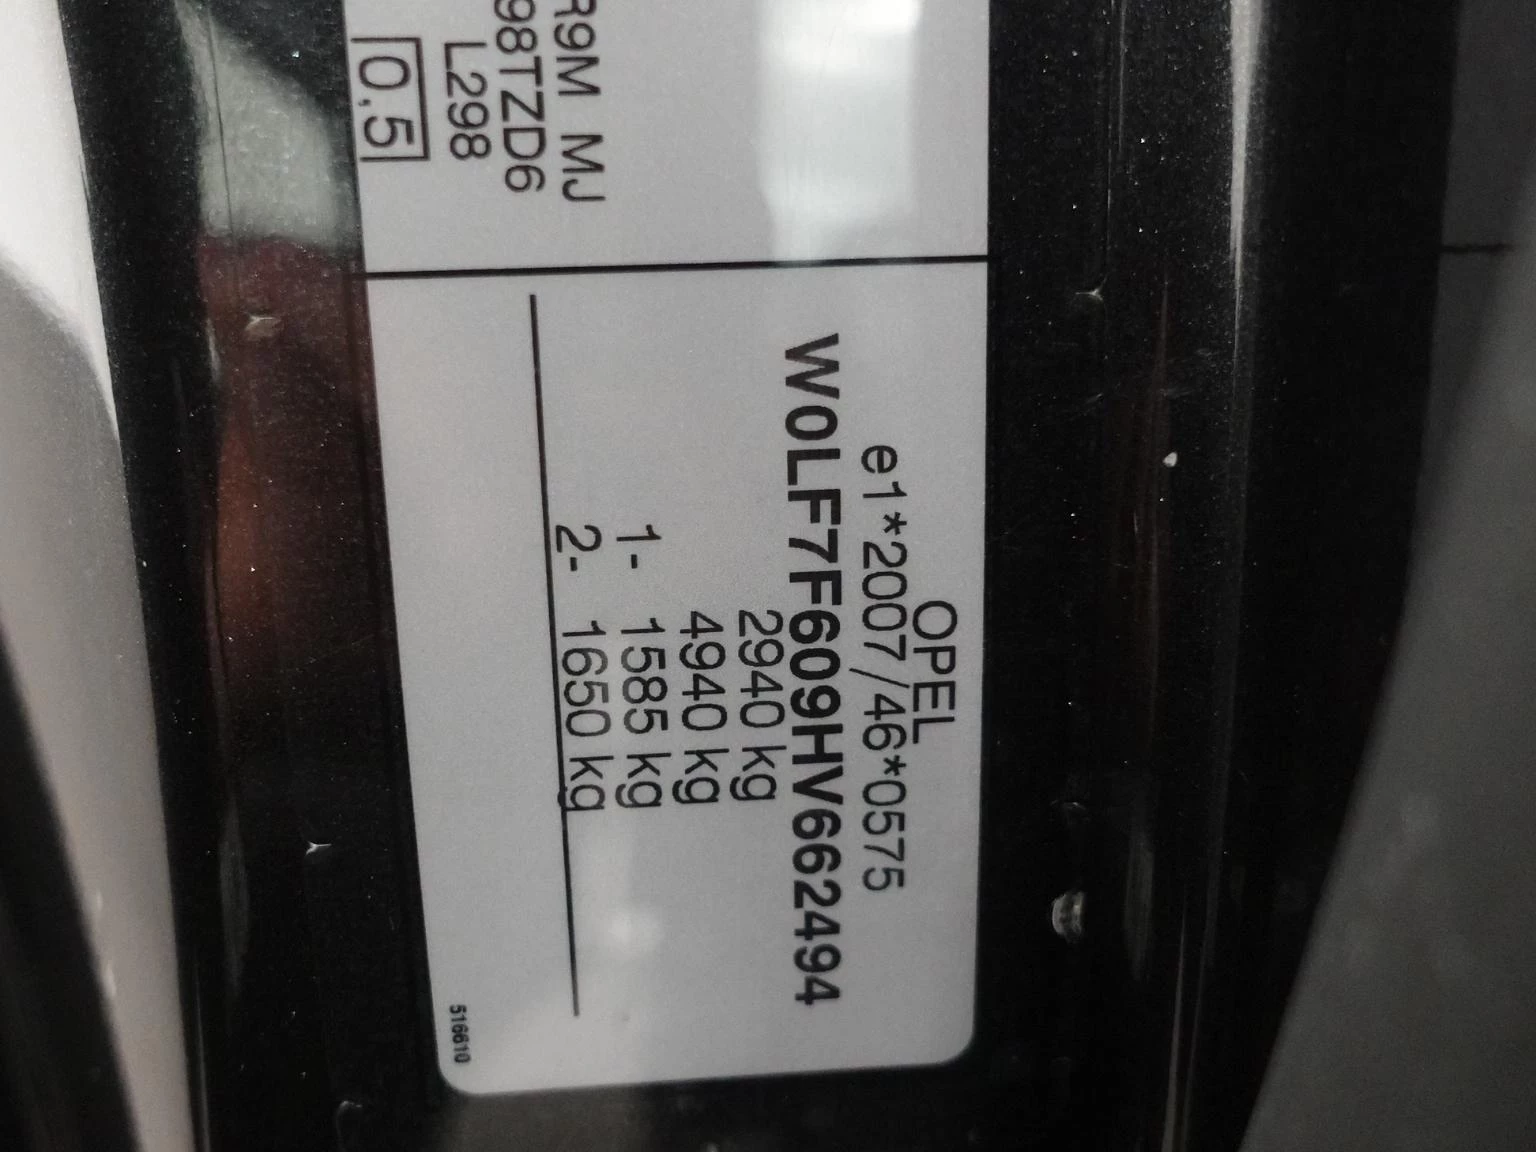 OPEL
e1*2007/46*0575
W0LF7F609HV662494
2940 kg
4940 kg
1- 1585 kg
2- 1650 kg
516610
R9M MJ
98TZD6
L298
0,5